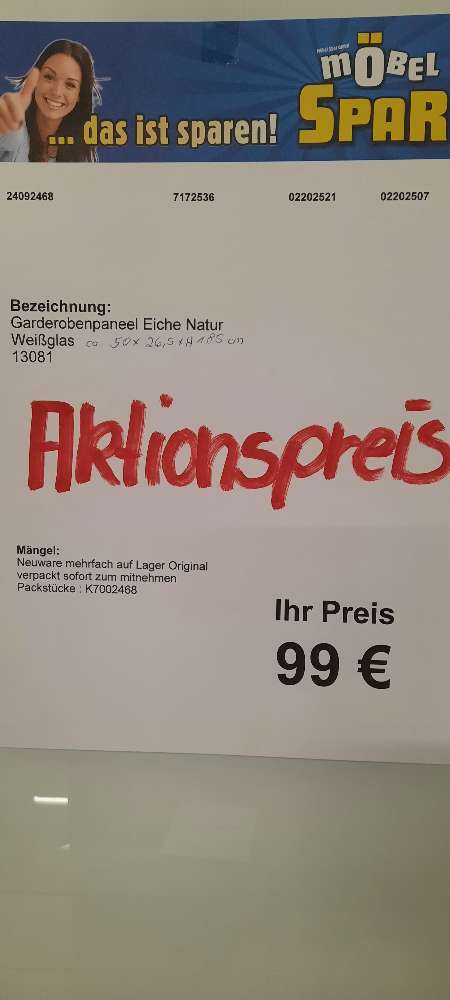 MÖBEL
SPAR
... das ist sparen!
24092468 7172536 02202521 02202507
Bezeichnung:
Garderobenpaneel Eiche Natur
Weißglas ca 50 x 26,5 x H 185 cm
13081
Aktionspreis
Mängel:
Neuware mehrfach auf Lager Original
verpackt sofort zum mitnehmen
Packstücke : K7002468
Ihr Preis
99 €